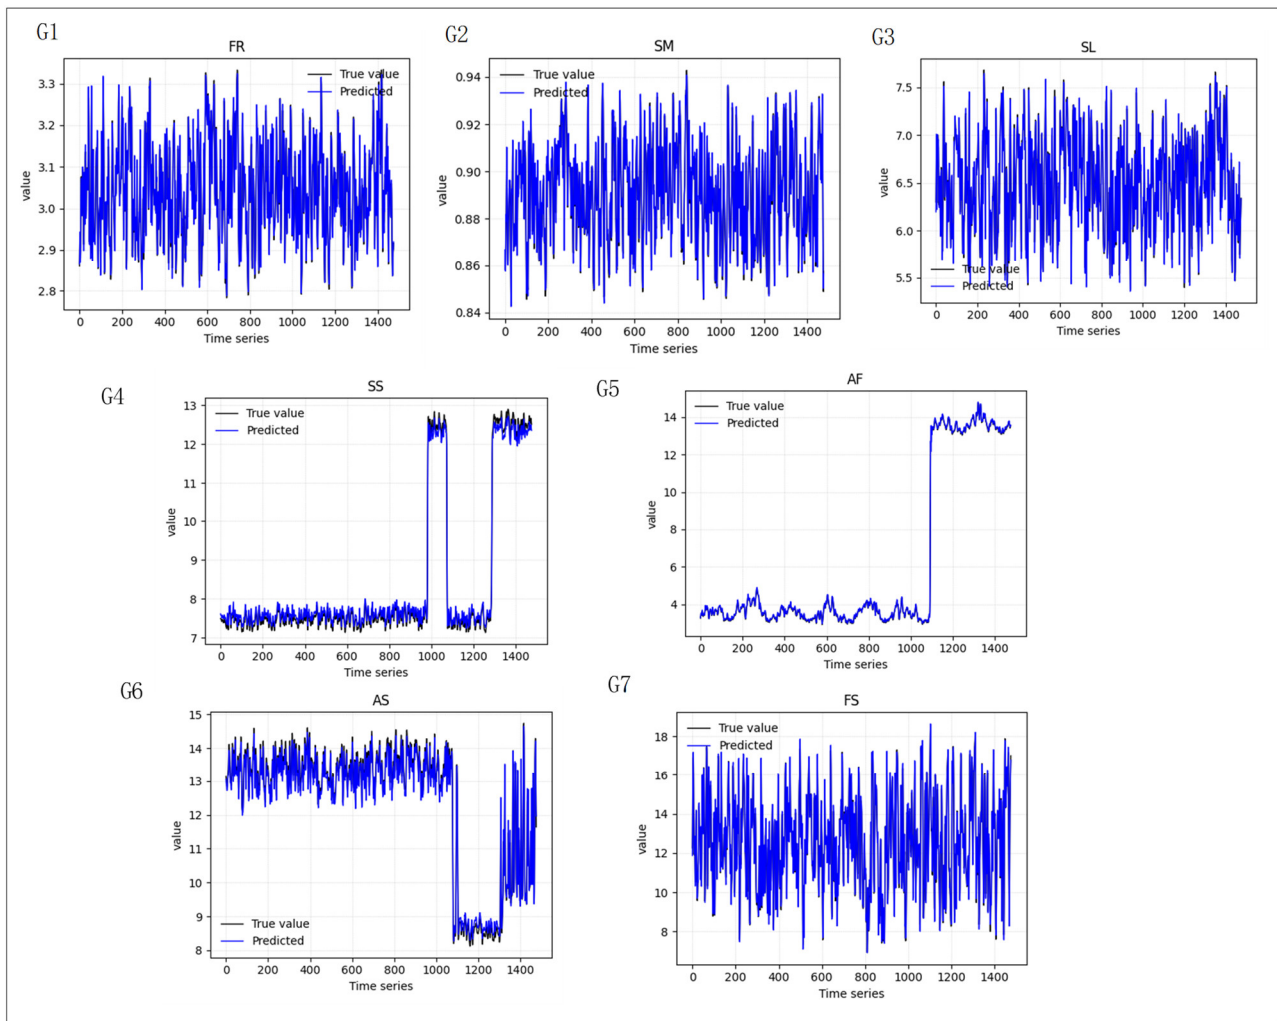 G1
FR
True value
Predicted
3.3
3.2
3.1
3.0
2.9
2.8
value
0 200 400 600 800 1000 1200 1400
Time series
G2
SM
True value
Predicted
0.94
0.92
0.90
0.88
0.86
0.84
value
0 200 400 600 800 1000 1200 1400
Time series
G3
SL
7.5
7.0
6.5
6.0
5.5
value
True value
Predicted
0 200 400 600 800 1000 1200 1400
Time series
G4
SS
True value
Predicted
13
12
11
10
9
8
7
value
0 200 400 600 800 1000 1200 1400
Time series
G5
AF
True value
Predicted
14
12
10
8
6
4
value
0 200 400 600 800 1000 1200 1400
Time series
G6
AS
15
14
13
12
11
10
9
8
value
True value
Predicted
0 200 400 600 800 1000 1200 1400
Time series
G7
FS
True value
Predicted
18
16
14
12
10
8
value
0 200 400 600 800 1000 1200 1400
Time series